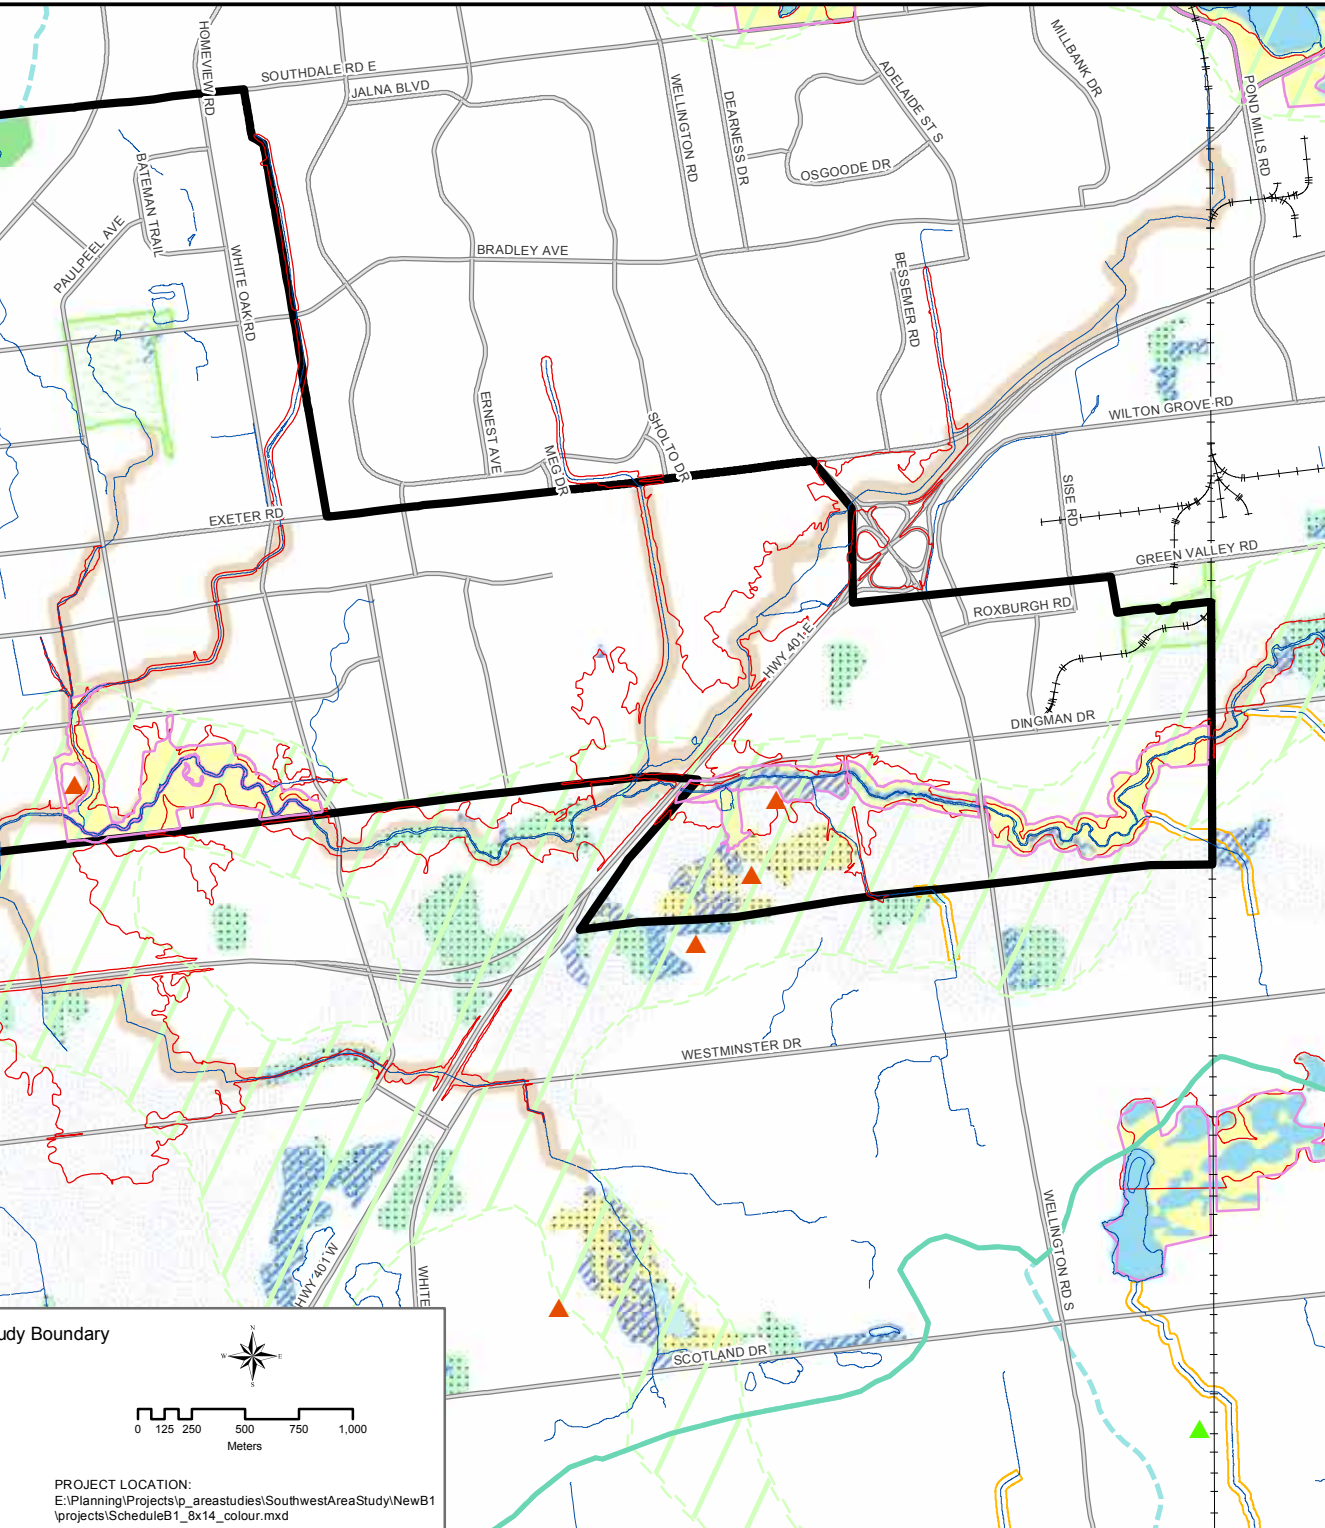 HOMEVIEW RD
SOUTHDALE RD E
JALNA BLVD
WELLINGTON RD
DEARNESS DR
ADELAIDE ST S
MILLBANK DR
POND MILLS RD
OSGOODE DR
BATEMAN TRAIL
PAULPEEL AVE
WHITE OAK RD
BRADLEY AVE
BESSEMER RD
ERNEST AVE
MEG DR
SHOLTO DR
WILTON GROVE RD
SISE RD
EXETER RD
GREEN VALLEY RD
ROXBURGH RD
HWY 401 E
DINGMAN DR
WESTMINSTER DR
WELLINGTON RD S
HWY 401 W
WHITE
SCOTLAND DR
udy Boundary
N
W E
S
0 125 250 500 750 1,000
Meters
PROJECT LOCATION:
E:\Planning\Projects\p_areastudies\SouthwestAreaStudy\NewB1
\projects\ScheduleB1_8x14_colour.mxd